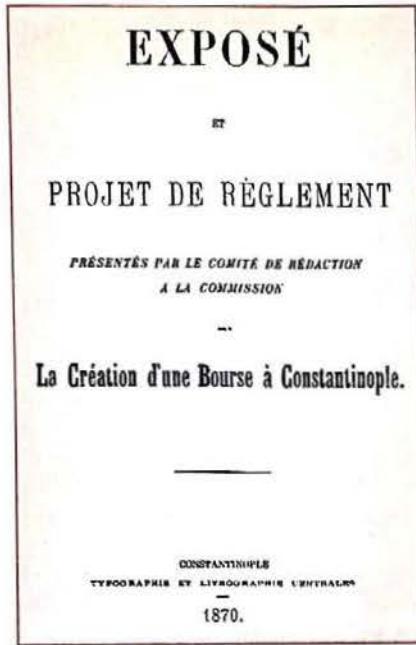 EXPOSÉ
ET
PROJET DE RÈGLEMENT
PRÉSENTÉS PAR LE COMITÉ DE RÉDACTION
A LA COMMISSION
La Création d'une Bourse à Constantinople.
CONSTANTINOPLE
TYPOGRAPHIE ET LITHOGRAPHIE CENTRALES
1870.